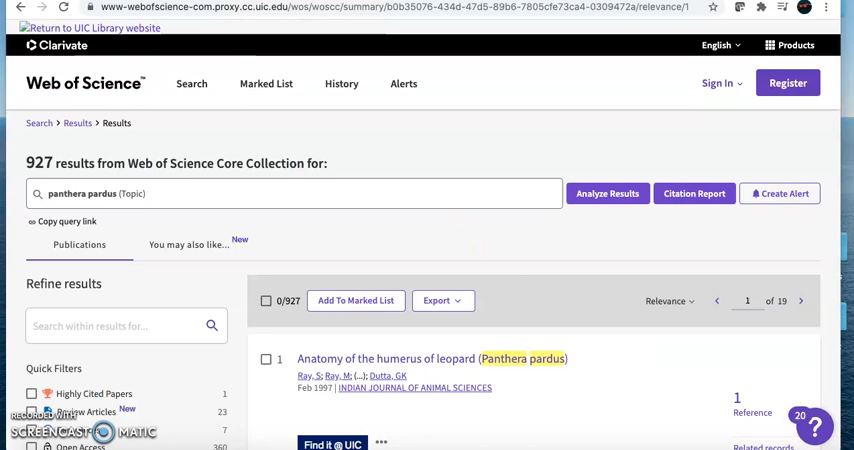 www-webofscience-com.proxy.cc.uic.edu/wos/woscc/summary/b0b35076-434d-47d5-89b6-7805cfe73ca4-0309472a/relevance/1
Return to UIC Library website
Clarivate
English
Products
Web of Science™
Search
Marked List
History
Alerts
Sign In
Register
Search > Results > Results
927 results from Web of Science Core Collection for:
panthera pardus (Topic)
Analyze Results
Citation Report
Create Alert
Copy query link
Publications
You may also like...
New
Refine results
0/927
Add To Marked List
Export
Relevance
1 of 19
Search within results for...
1
Anatomy of the humerus of leopard (Panthera pardus)
Ray, S; Ray, M; (...); Dutta, GK
Feb 1997 | INDIAN JOURNAL OF ANIMAL SCIENCES
Quick Filters
Highly Cited Papers 1
Review Articles New 23
7
Open Access 360
1
Reference
20
?
Find it @ UIC
Related records
RECORDED WITH
SCREENCAST MATIC